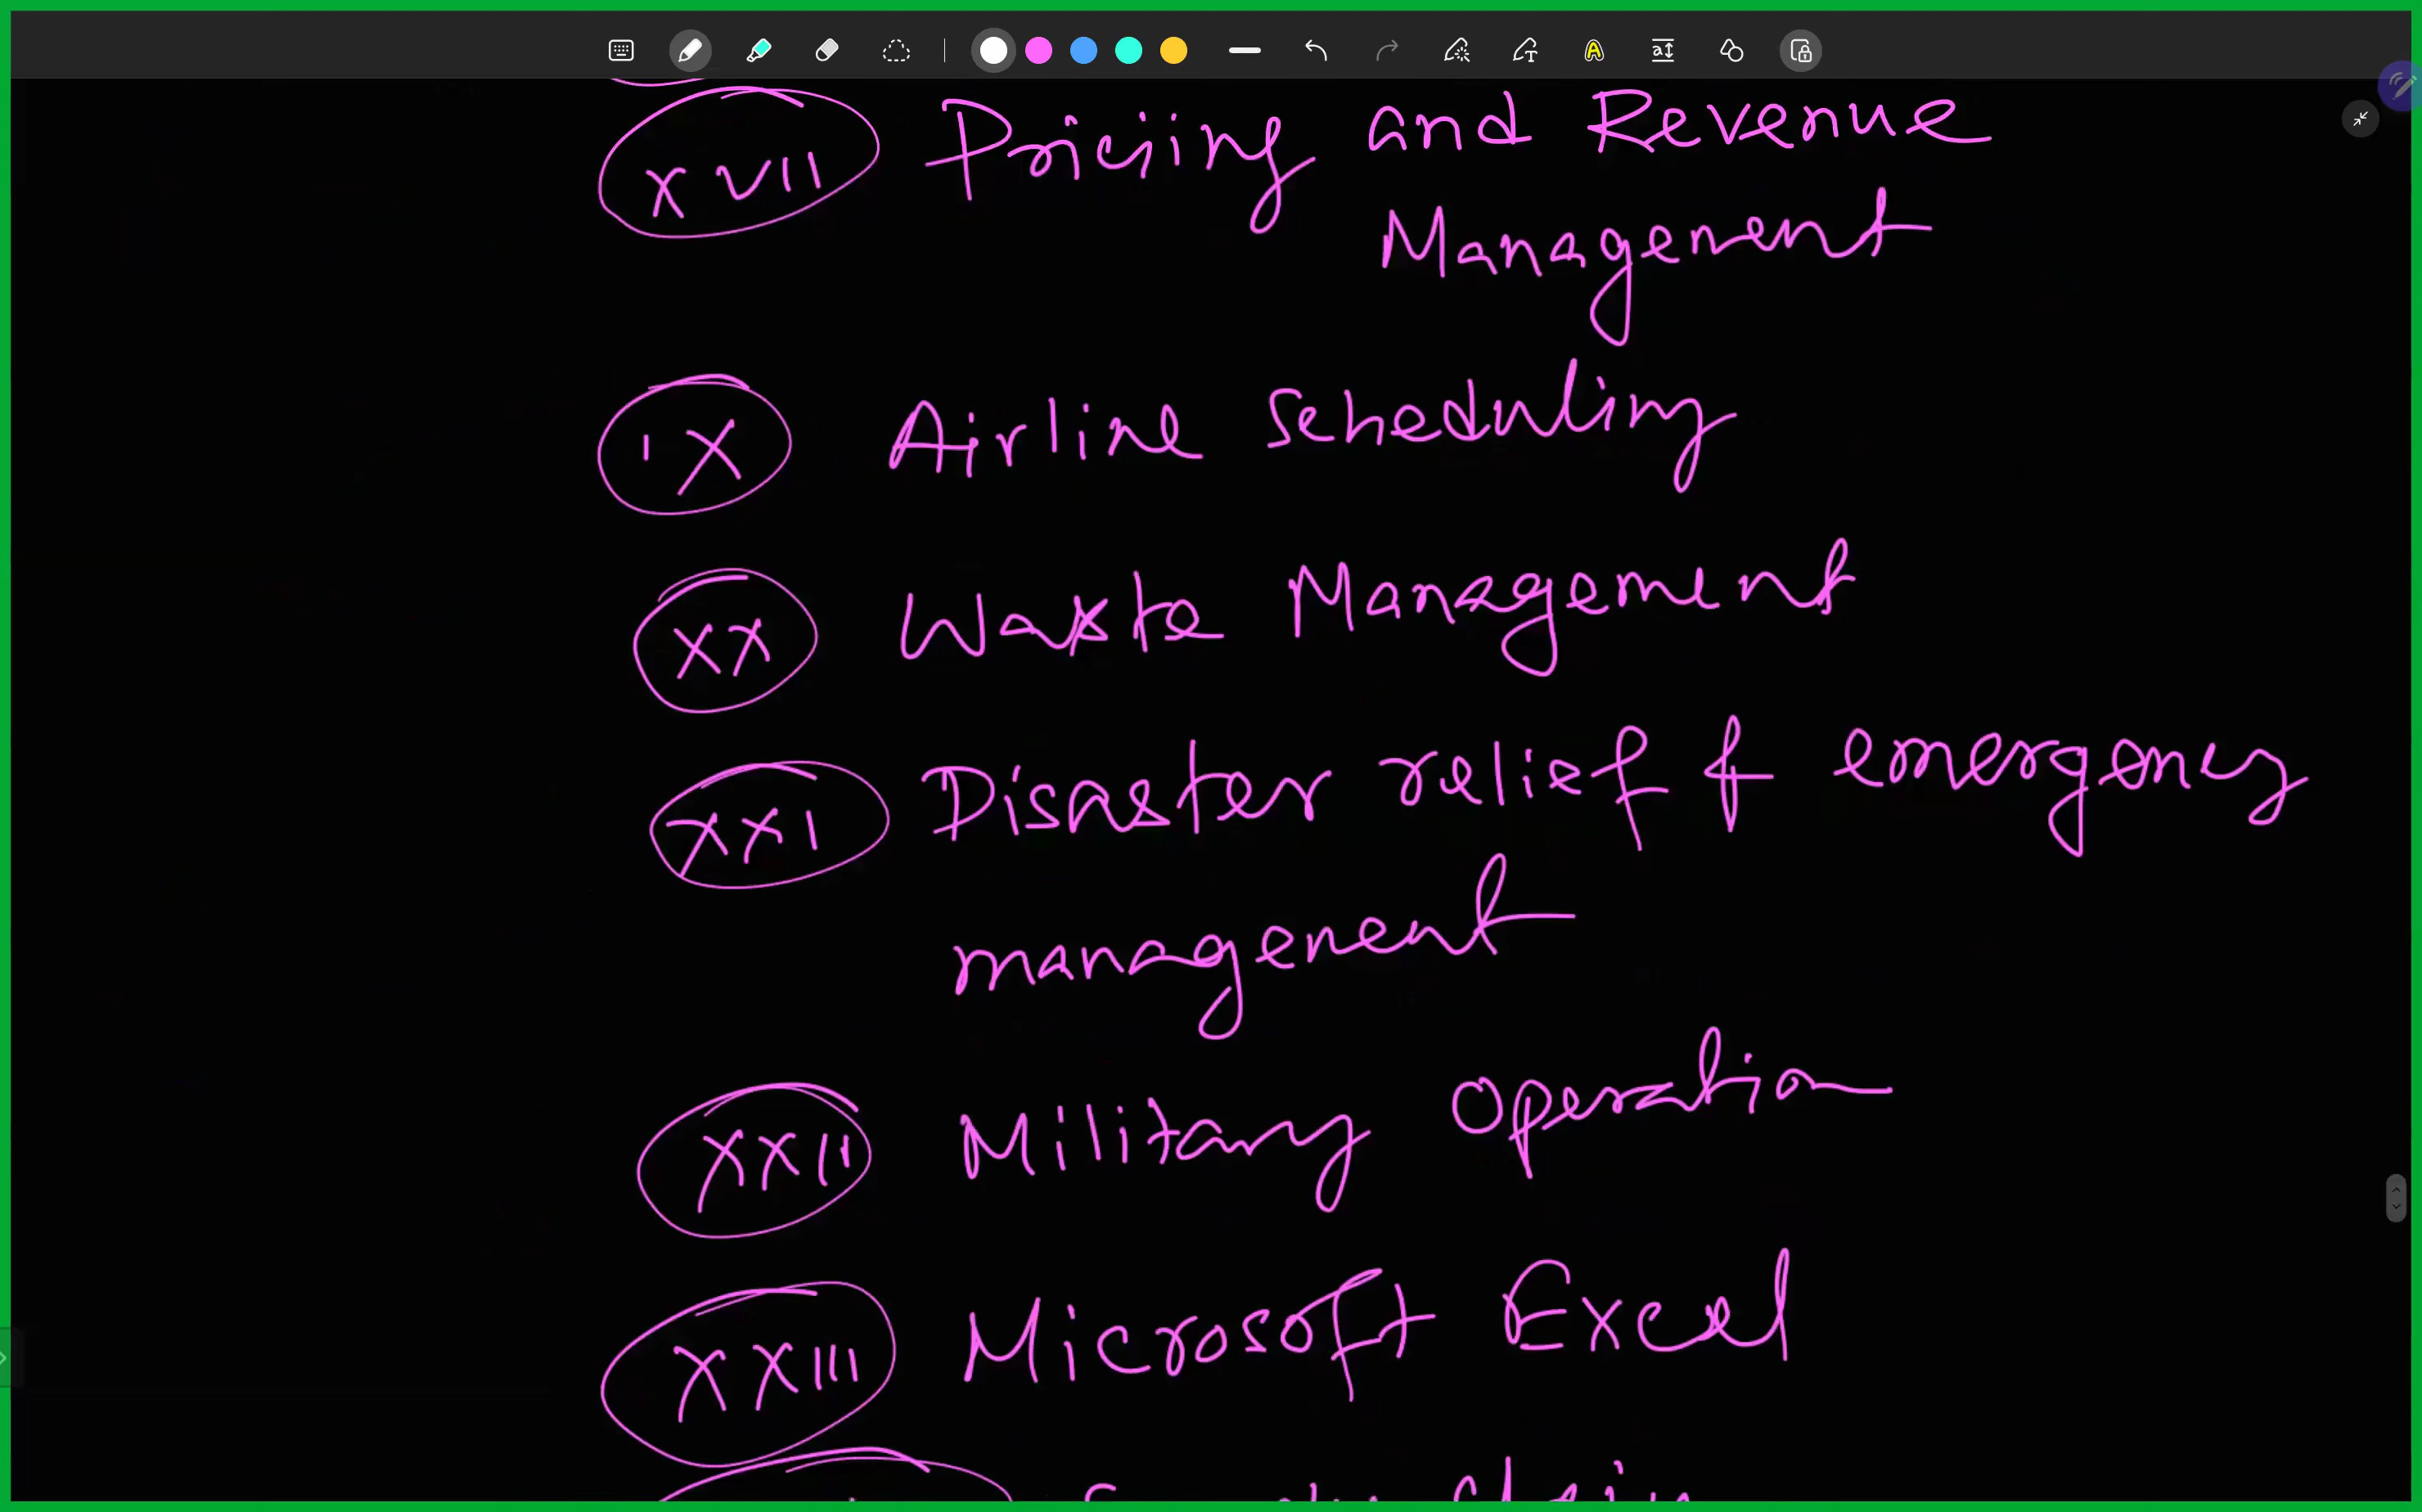 XVII Priciing and Revenue
Management
IX Airline Scheduling
XX Waste Management
XXI Disaster relief & emergency
management
XXII Military Operation
XXIII Microsoft Excel